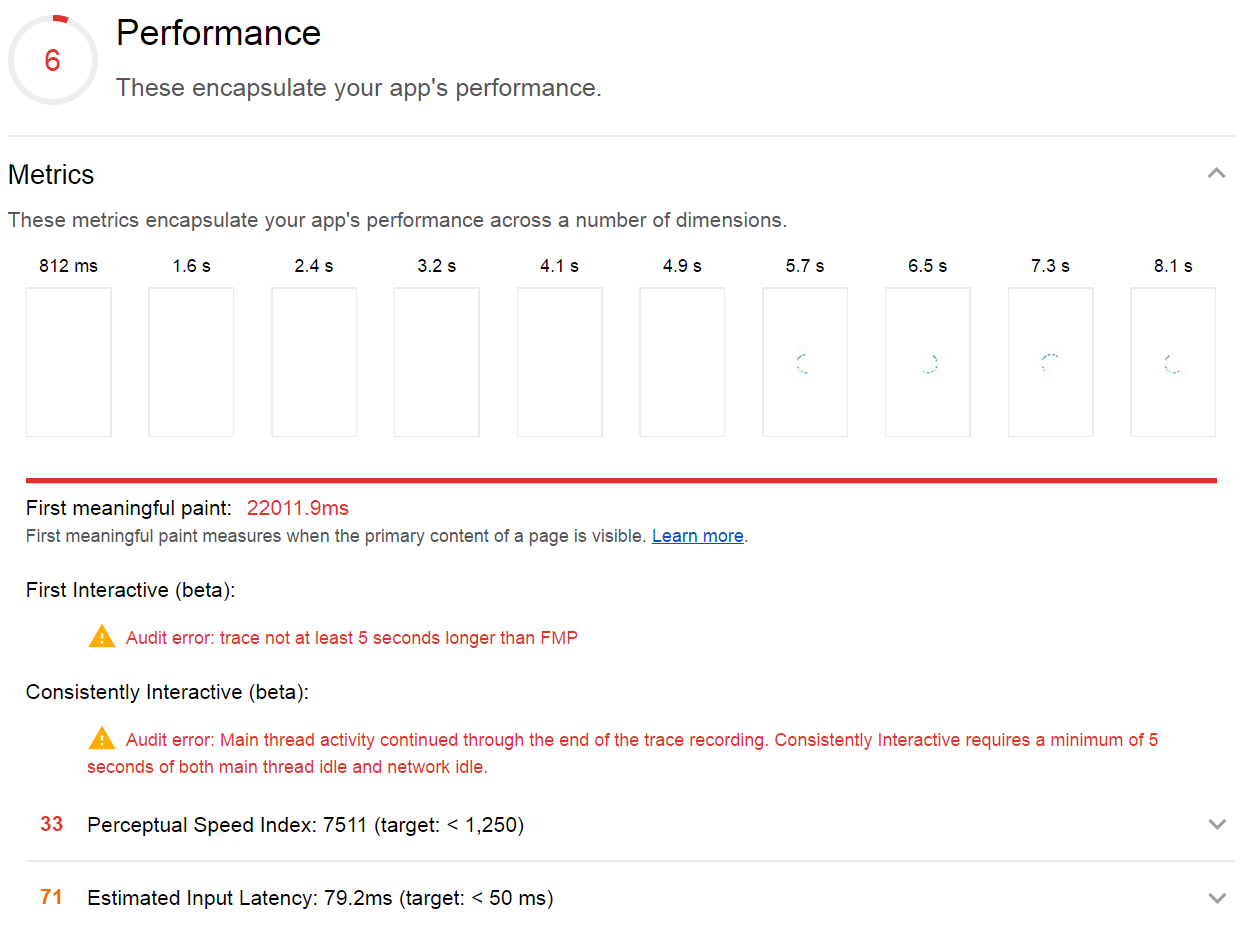 6
Performance
These encapsulate your app's performance.
Metrics
These metrics encapsulate your app's performance across a number of dimensions.
812 ms 1.6 s 2.4 s 3.2 s 4.1 s 4.9 s 5.7 s 6.5 s 7.3 s 8.1 s
First meaningful paint: 22011.9ms
First meaningful paint measures when the primary content of a page is visible. Learn more.
First Interactive (beta):
Audit error: trace not at least 5 seconds longer than FMP
Consistently Interactive (beta):
Audit error: Main thread activity continued through the end of the trace recording. Consistently Interactive requires a minimum of 5
seconds of both main thread idle and network idle.
33 Perceptual Speed Index: 7511 (target: < 1,250)
71 Estimated Input Latency: 79.2ms (target: < 50 ms)